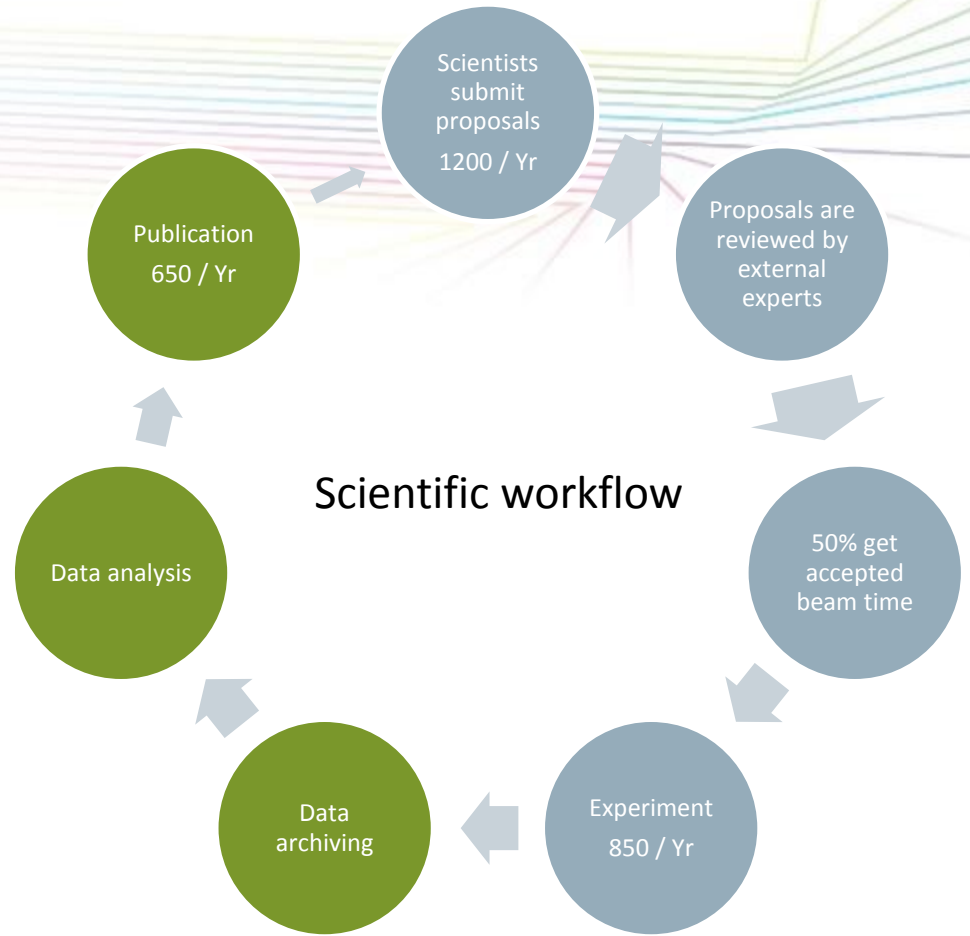 Scientists
submit
proposals
1200 / Yr
Proposals are
reviewed by
external
experts
50% get
accepted
beam time
Experiment
850 / Yr
Data
archiving
Data analysis
Publication
650 / Yr
Scientific workflow